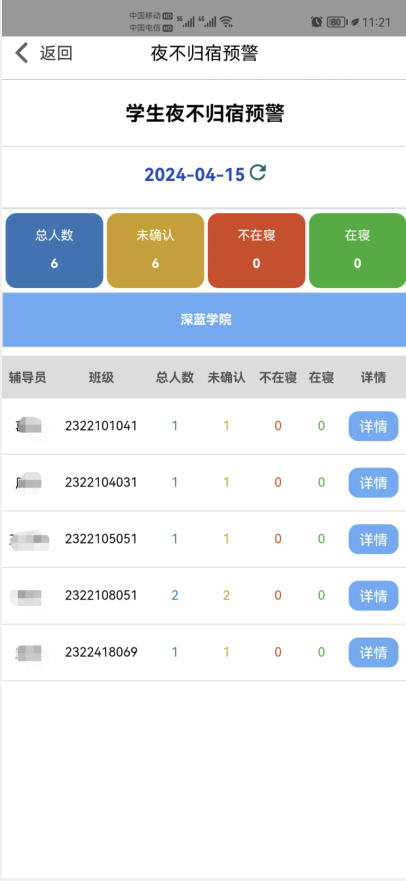 中国移动 HD 5G 4G 80 11:21
中国电信 HD
返回 夜不归宿预警
学生夜不归宿预警
2024-04-15
总人数 未确认 不在寝 在寝
6 6 0 0
深蓝学院
辅导员 班级 总人数 未确认 不在寝 在寝 详情
2322101041 1 1 0 0 详情
2322104031 1 1 0 0 详情
2322105051 1 1 0 0 详情
2322108051 2 2 0 0 详情
2322418069 1 1 0 0 详情